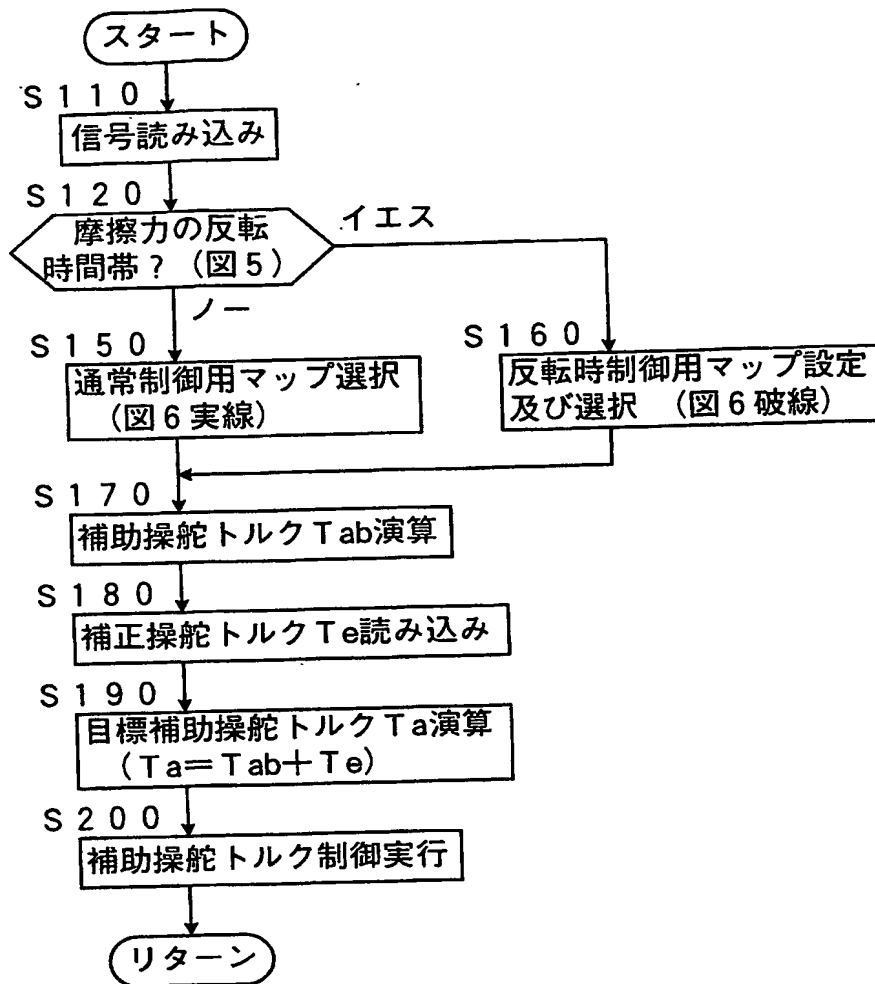 スタート
S110
信号読み込み
S120
摩擦力の反転
時間帯?(図5)
イエス
ノー
S150
通常制御用マップ選択
(図6実線)
S160
反転時制御用マップ設定
及び選択 (図6破線)
S170
補助操舵トルクTab演算
S180
補正操舵トルクTe読み込み
S190
目標補助操舵トルクTa演算
(Ta=Tab+Te)
S200
補助操舵トルク制御実行
リターン